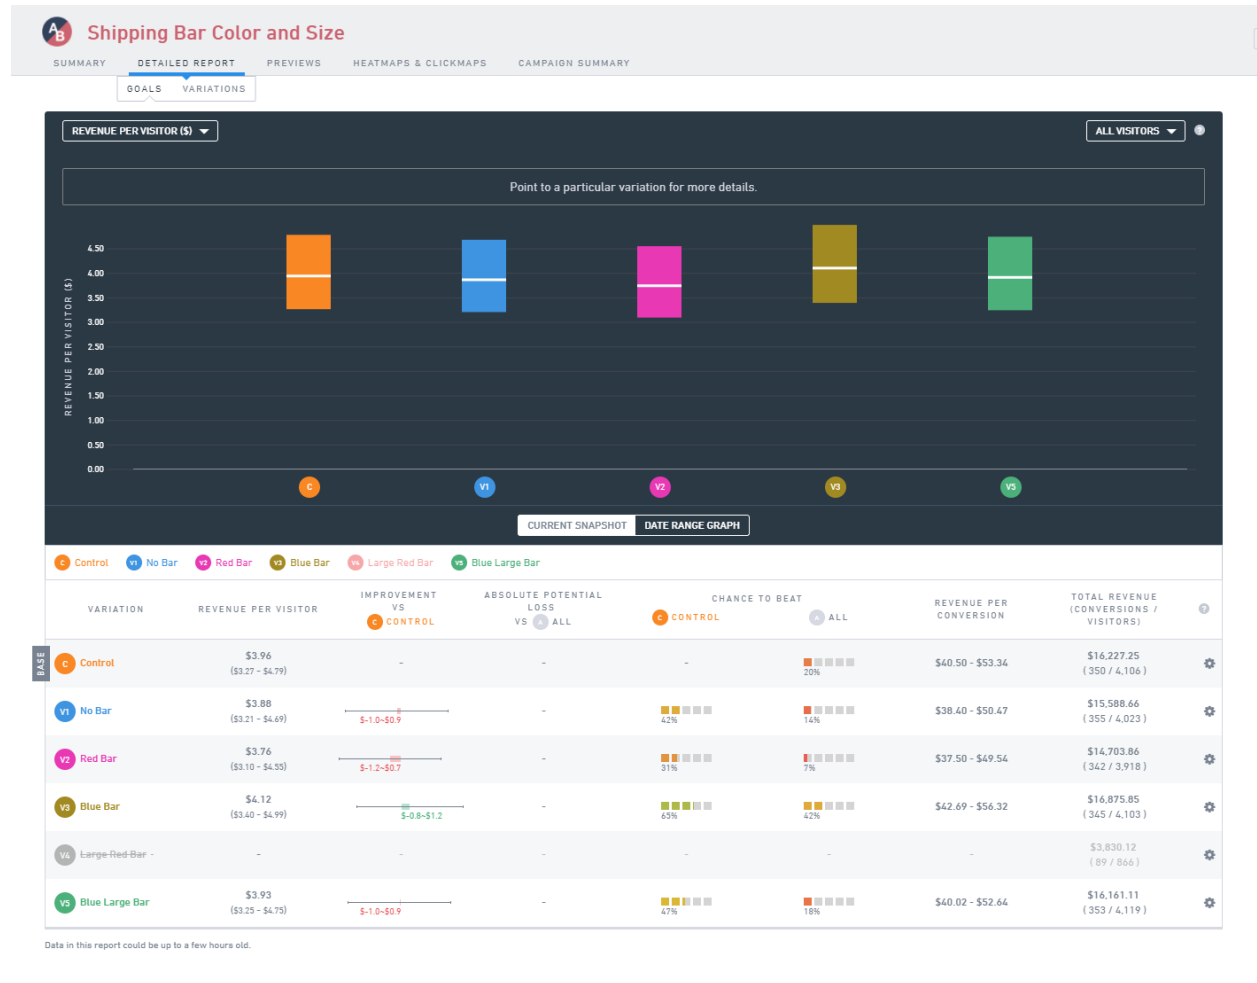 AB
Shipping Bar Color and Size
SUMMARY DETAILED REPORT PREVIEWS HEATMAPS & CLICKMAPS CAMPAIGN SUMMARY
GOALS VARIATIONS
REVENUE PER VISITOR ($) ALL VISITORS ?
Point to a particular variation for more details.
REVENUE PER VISITOR ($)
4.50
4.00
3.50
3.00
2.50
2.00
1.50
1.00
0.50
0.00
C V1 V2 V3 V5
CURRENT SNAPSHOT DATE RANGE GRAPH
C Control V1 No Bar V2 Red Bar V3 Blue Bar V4 Large Red Bar V5 Blue Large Bar
VARIATION
REVENUE PER VISITOR
IMPROVEMENT
VS
C CONTROL
ABSOLUTE POTENTIAL
LOSS
VS A ALL
CHANCE TO BEAT
C CONTROL A ALL
REVENUE PER
CONVERSION
TOTAL REVENUE
(CONVERSIONS /
VISITORS)
?
BASE
C Control $3.96 - - - $40.50 - $53.34 $16,227.25
($3.27 - $4.79) 20% ( 350 / 4,106 )
V1 No Bar $3.88 - $38.40 - $50.47 $15,588.66
($3.21 - $4.69) $-1.0~$0.9 42% 14% ( 355 / 4,023 )
V2 Red Bar $3.76 - $37.50 - $49.54 $14,703.86
($3.10 - $4.55) $-1.2~$0.7 31% 7% ( 342 / 3,918 )
V3 Blue Bar $4.12 - $42.69 - $56.32 $16,875.85
($3.40 - $4.99) $-0.8~$1.2 65% 42% ( 345 / 4,103 )
V4 Large Red Bar - - - - - - - $3,830.12
( 89 / 866 )
V5 Blue Large Bar $3.93 - $40.02 - $52.64 $16,161.11
($3.25 - $4.75) $-1.0~$0.9 47% 18% ( 353 / 4,119 )
Data in this report could be up to a few hours old.